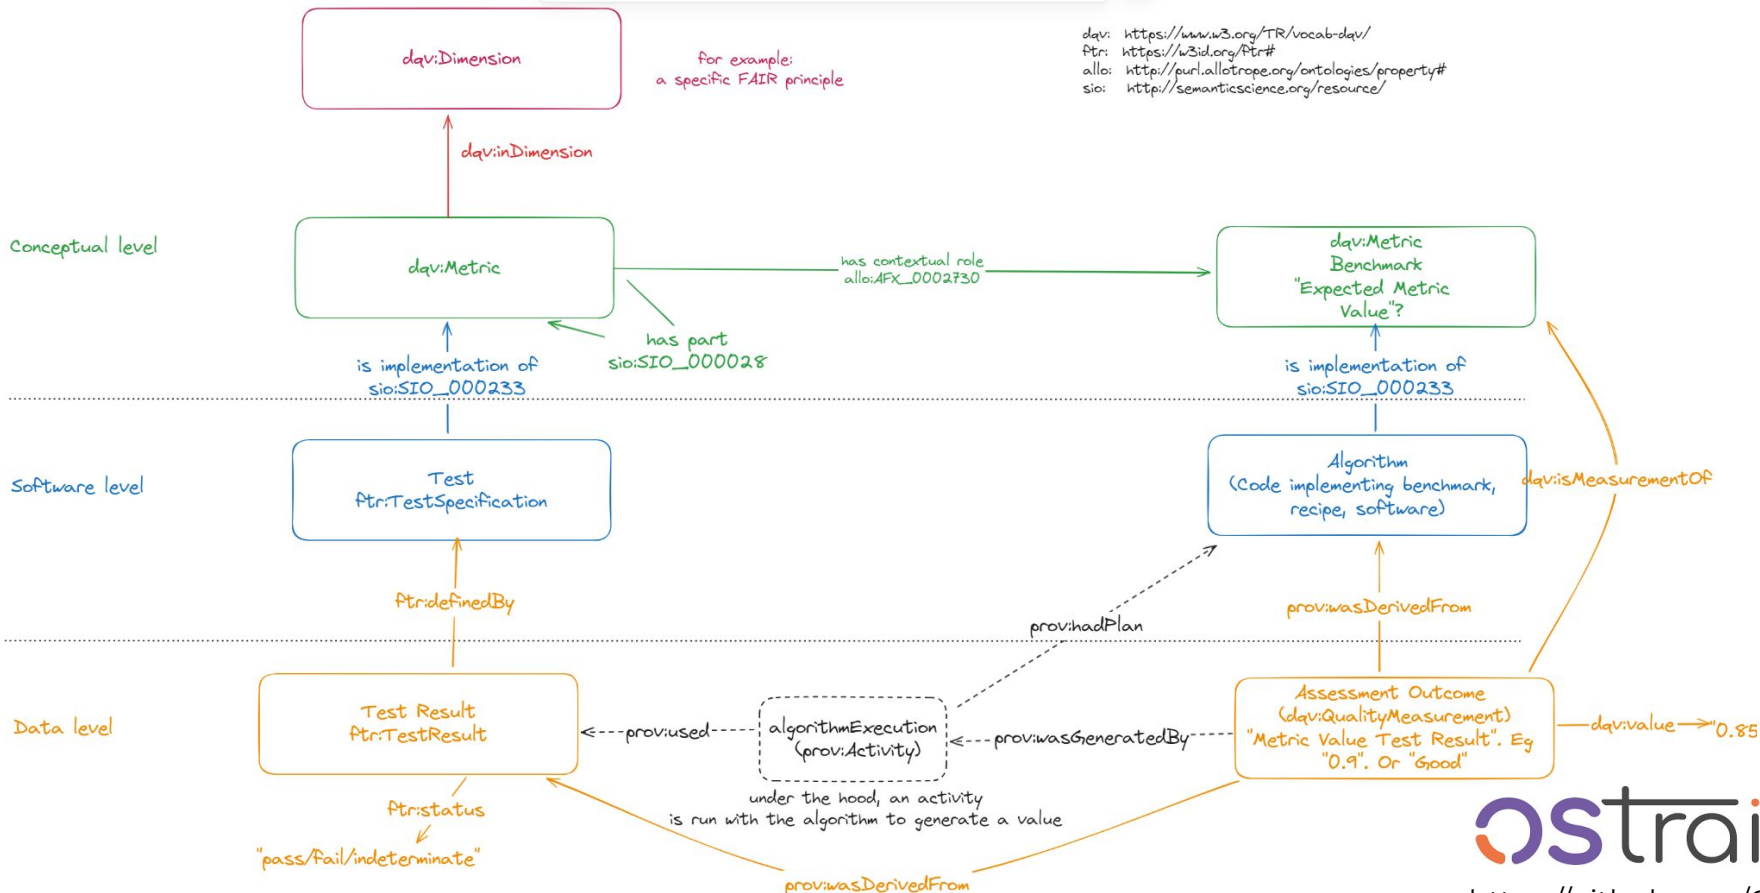 dqv:Dimension
for example:
a specific FAIR principle
dqv: https://www.w3.org/TR/vocab-dqv/
ftr: https://w3id.org/ftr#
allo: http://purl.allotrope.org/ontologies/property#
sio: http://semanticscience.org/resource/
dqv:inDimension
Conceptual level
dqv:Metric
has contextual role
allo:AFX_0002730
dqv:Metric
Benchmark
"Expected Metric
Value"?
has part
sio:SIO_000028
is implementation of
sio:SIO_000233
is implementation of
sio:SIO_000233
Software level
Test
ftr:TestSpecification
Algorithm
(Code implementing benchmark,
recipe, software)
dqv:isMeasurementOf
ftr:definedBy
prov:hadPlan
prov:wasDerivedFrom
Data level
Test Result
ftr:TestResult
prov:used
algorithmExecution
(prov:Activity)
prov:wasGeneratedBy
Assessment Outcome
(dqv:QualityMeasurement)
"Metric Value Test Result". Eg
"0.9". Or "Good"
dqv:value
"0.85
under the hood, an activity
is run with the algorithm to generate a value
ftr:status
"pass/fail/indeterminate"
prov:wasDerivedFrom
OStrai